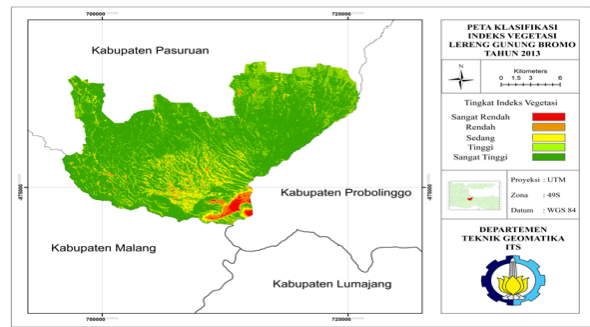 700000
725000
Kabupaten Pasuruan
Kabupaten Probolinggo
Kabupaten Malang
Kabupaten Lumajang
700000
725000
PETA KLASIFIKASI
INDEKS VEGETASI
LERENG GUNUNG BROMO
TAHUN 2013
N
Kilometers
0 1.5 3 6
Tingkat Indeks Vegetasi
Sangat Rendah
Rendah
Sedang
Tinggi
Sangat Tinggi
Proyeksi : UTM
Zona : 49S
Datum : WGS 84
DEPARTEMEN
TEKNIK GEOMATIKA
ITS